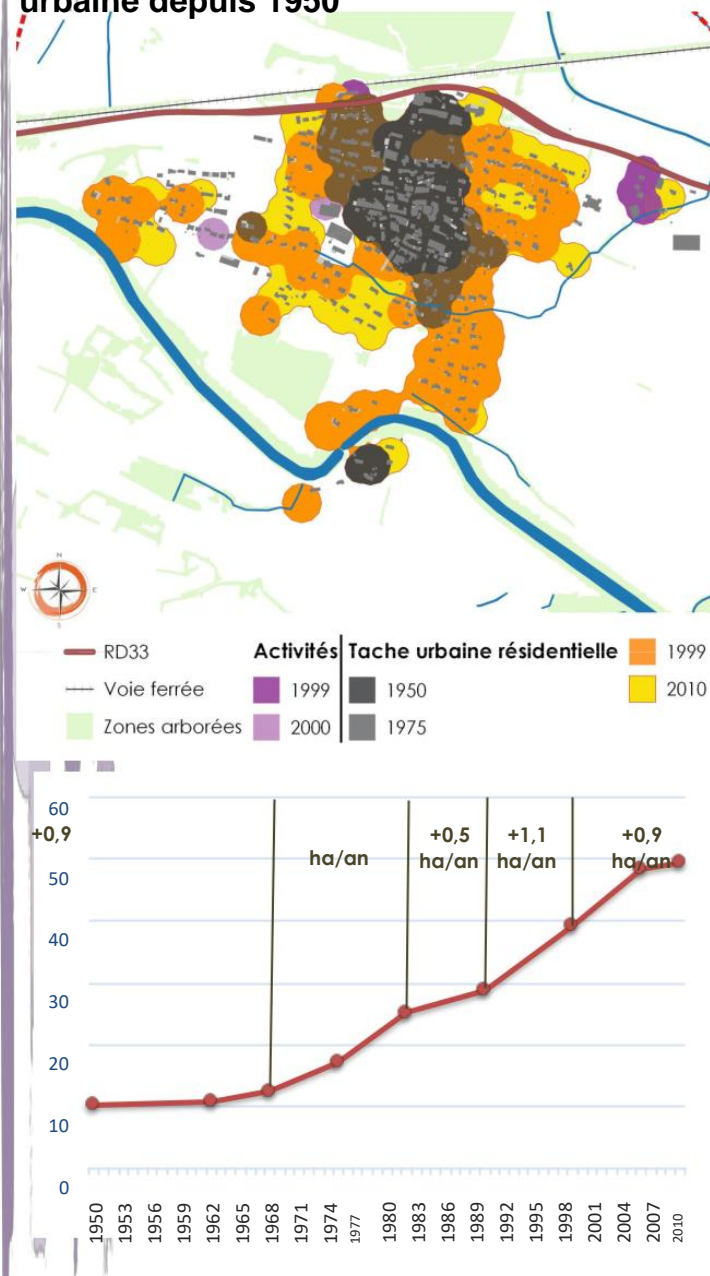 urbaine depuis 1950
N
W E
S
RD33
Voie ferrée
Zones arborées
Activités
1999
2000
Tache urbaine résidentielle
1950
1975
1999
2010
60
50
40
30
20
10
0
+0,9
ha/an
+0,5
ha/an
+1,1
ha/an
+0,9
ha/an
1950
1953
1956
1959
1962
1965
1968
1971
1974
1977
1980
1983
1986
1989
1992
1995
1998
2001
2004
2007
2010